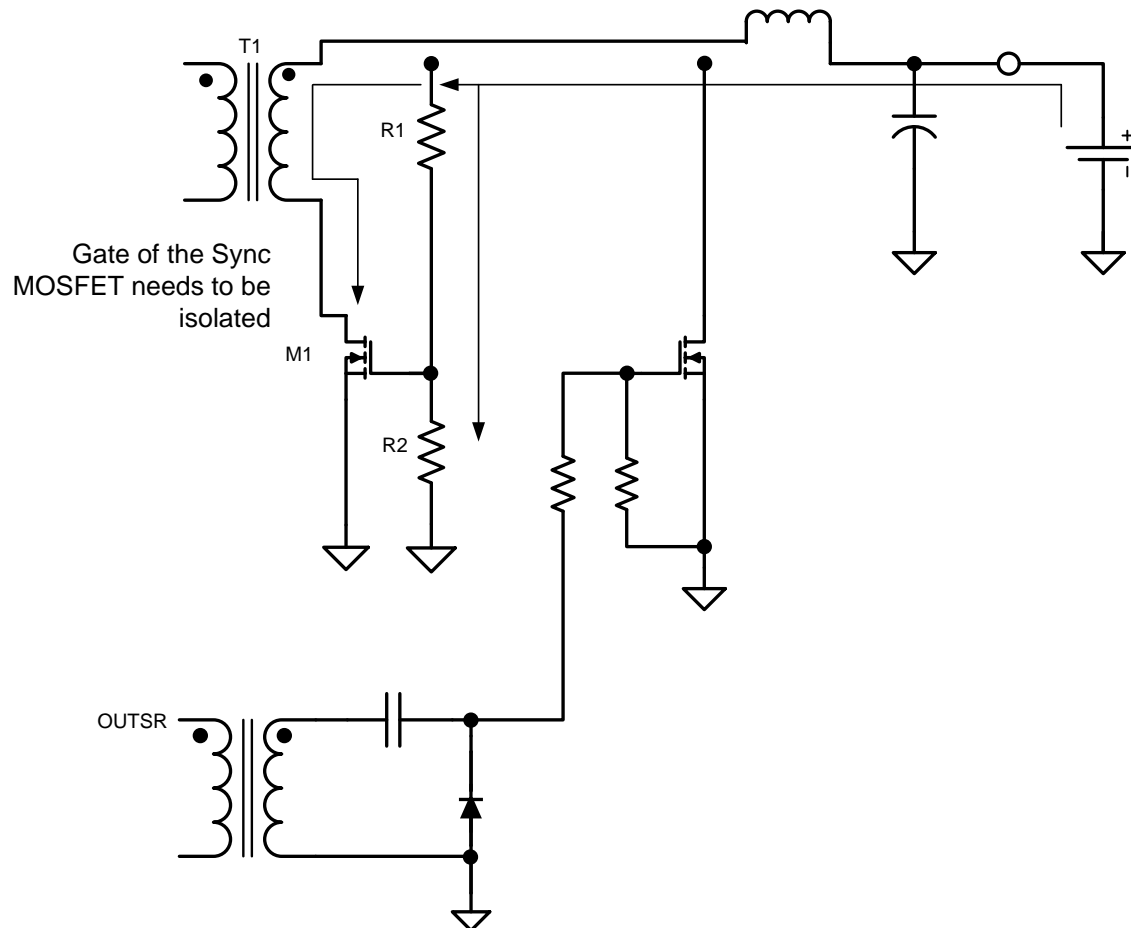 T1
R1
+
-
Gate of the Sync
MOSFET needs to be
isolated
M1
R2
OUTSR